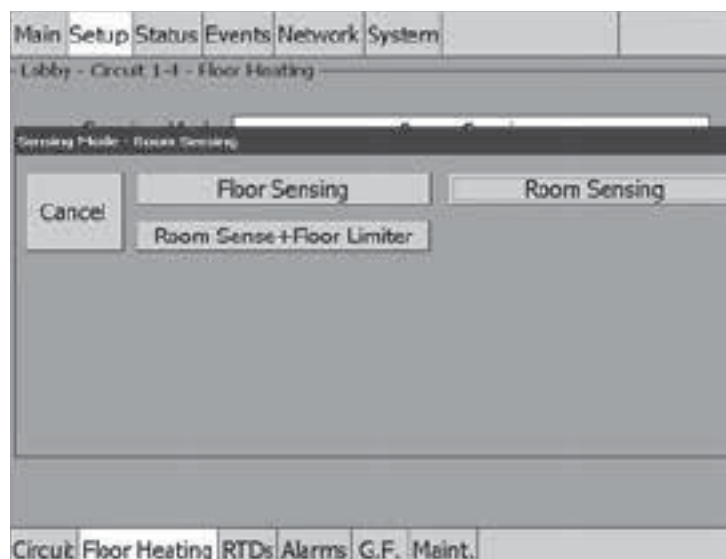 Main Setup Status Events Network System
Lobby - Circuit 1-1 - Floor Heating
Sensing Mode - Room Sensing
Floor Sensing Room Sensing
Cancel
Room Sense+Floor Limiter
Circuit Floor Heating RTDs Alarms G.F. Maint.